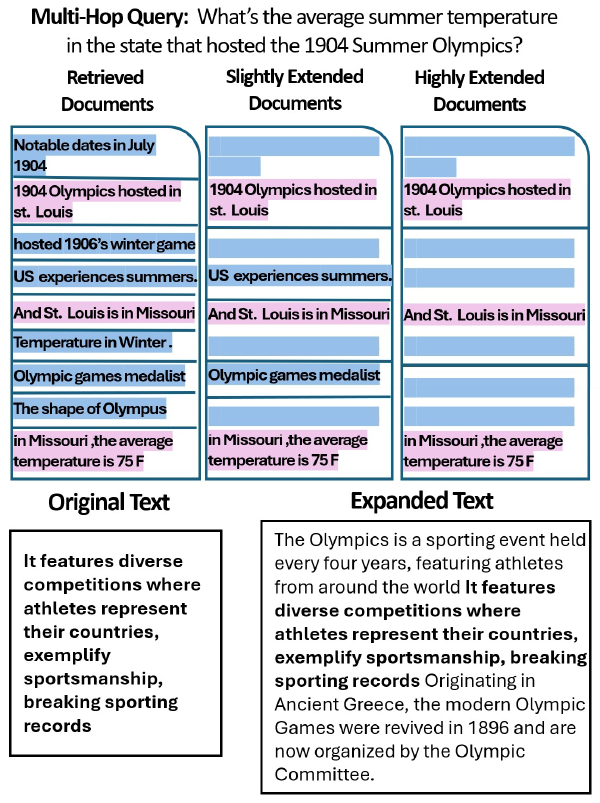 Multi-Hop Query: What's the average summer temperature
in the state that hosted the 1904 Summer Olympics?
Retrieved
Documents
Notable dates in July
1904
1904 Olympics hosted in
st. Louis
hosted 1906's winter game
US experiences summers.
And St. Louis is in Missouri
Temperature in Winter .
Olympic games medalist
The shape of Olympus
in Missouri ,the average
temperature is 75 F
Slightly Extended
Documents
1904 Olympics hosted in
st. Louis
US experiences summers.
And St. Louis is in Missouri
Olympic games medalist
in Missouri ,the average
temperature is 75 F
Highly Extended
Documents
1904 Olympics hosted in
st. Louis
And St. Louis is in Missouri
in Missouri ,the average
temperature is 75 F
Original Text
It features diverse
competitions where
athletes represent
their countries,
exemplify
sportsmanship,
breaking sporting
records
Expanded Text
The Olympics is a sporting event held
every four years, featuring athletes
from around the world It features
diverse competitions where
athletes represent their countries,
exemplify sportsmanship, breaking
sporting records Originating in
Ancient Greece, the modern Olympic
Games were revived in 1896 and are
now organized by the Olympic
Committee.